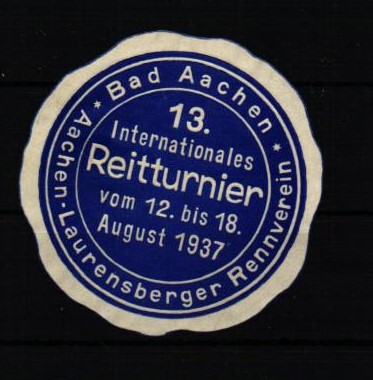 * Bad Aachen *
13.
Internationales
Reitturnier
vom 12. bis 18.
August 1937
Aachen-Laurensberger Rennverein